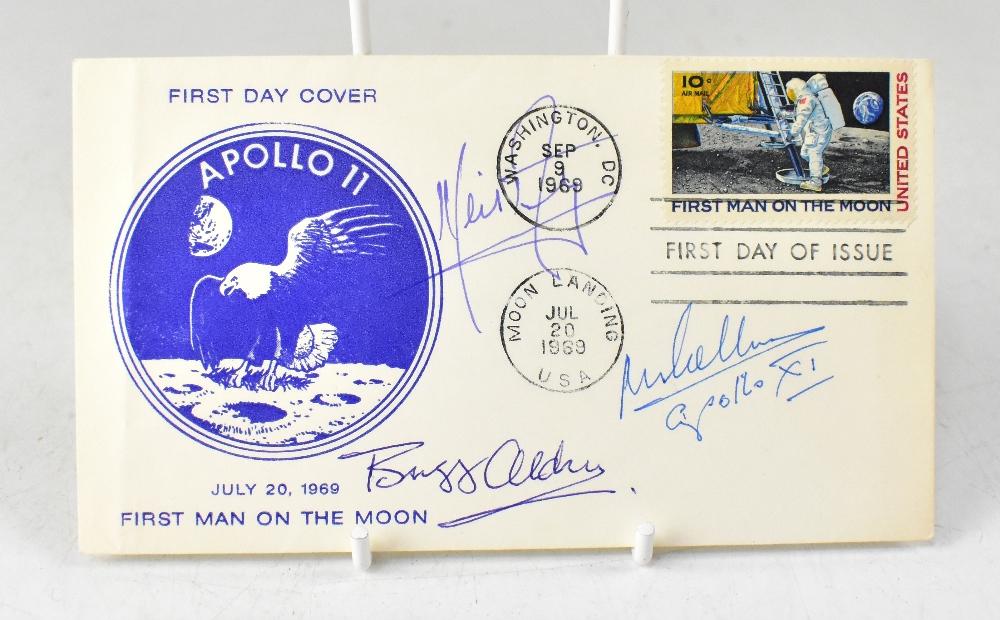 FIRST DAY COVER
APOLLO 11
JULY 20, 1969
FIRST MAN ON THE MOON
Neil
WASHINGTON, DC
SEP
9
1969
MOON LANDING
JUL
20
1969
USA
10c
AIR MAIL
UNITED STATES
FIRST MAN ON THE MOON
FIRST DAY OF ISSUE
Apollo XI
Buzz Aldrin